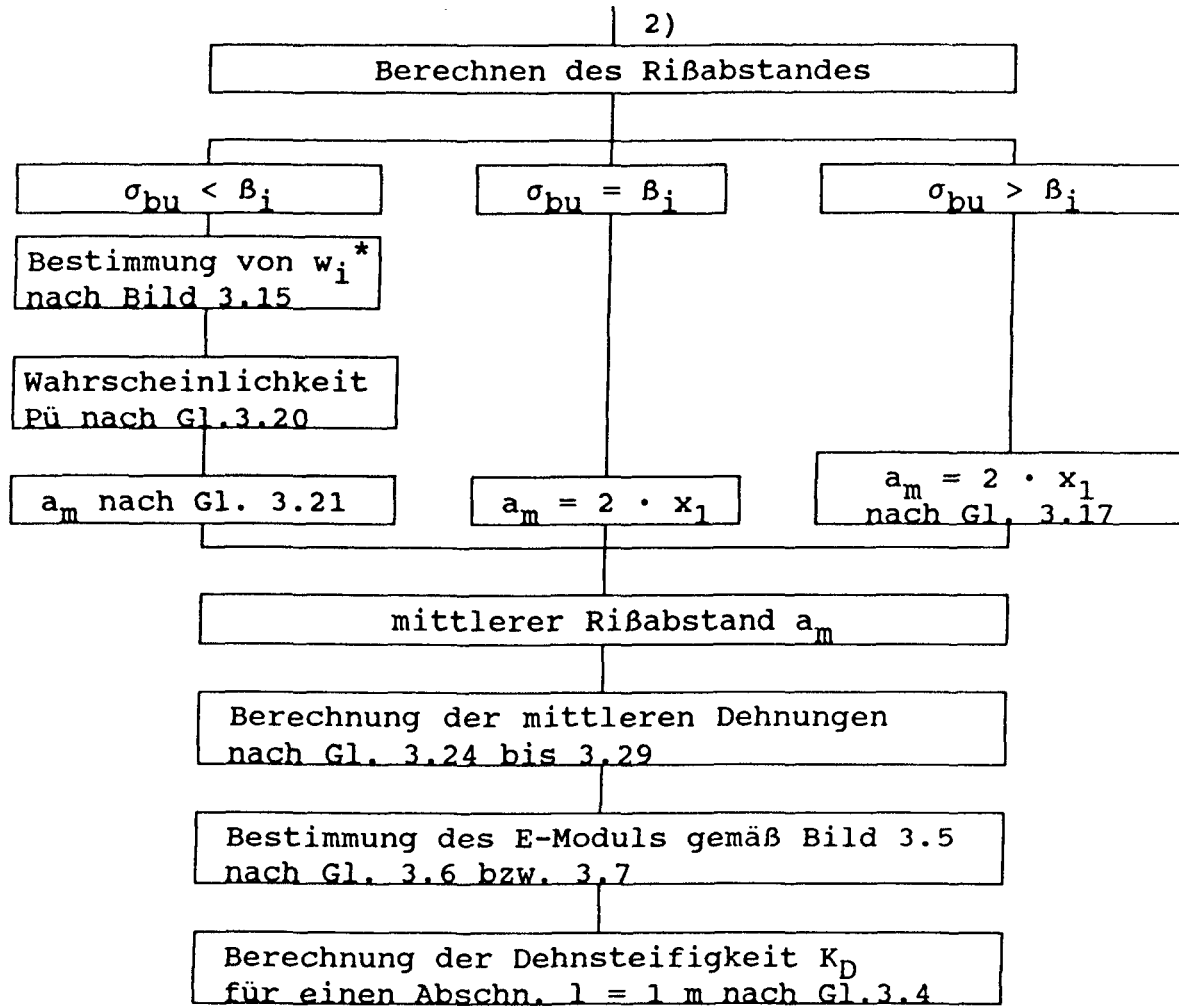 2)
Berechnen des Rißabstandes
σbu < ßi
σbu = ßi
σbu > ßi
Bestimmung von wi*
nach Bild 3.15
Wahrscheinlichkeit
Pü nach Gl.3.20
am nach Gl. 3.21
am = 2 · x1
am = 2 · x1
nach Gl. 3.17
mittlerer Rißabstand am
Berechnung der mittleren Dehnungen
nach Gl. 3.24 bis 3.29
Bestimmung des E-Moduls gemäß Bild 3.5
nach Gl. 3.6 bzw. 3.7
Berechnung der Dehnsteifigkeit KD
für einen Abschn. l = 1 m nach Gl.3.4